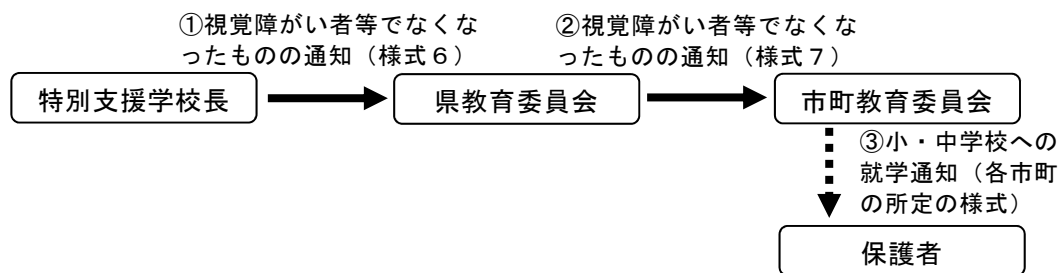 ①視覚障がい者等でなくな
ったものの通知（様式６）
②視覚障がい者等でなくな
ったものの通知（様式７）
特別支援学校長
県教育委員会
市町教育委員会
③小・中学校への
就学通知（各市町
の所定の様式）
保護者